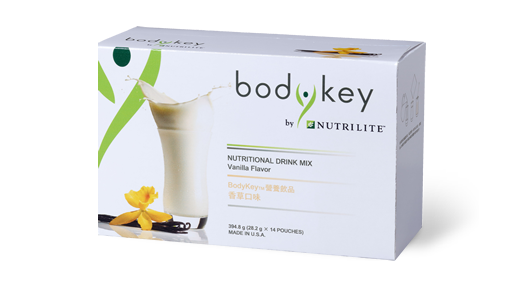 bodykey
by NUTRILITE™
NUTRITIONAL DRINK MIX
Vanilla Flavor
BodyKey™營養飲品
香草口味
394.8 g (28.2 g × 14 POUCHES)
MADE IN U.S.A.